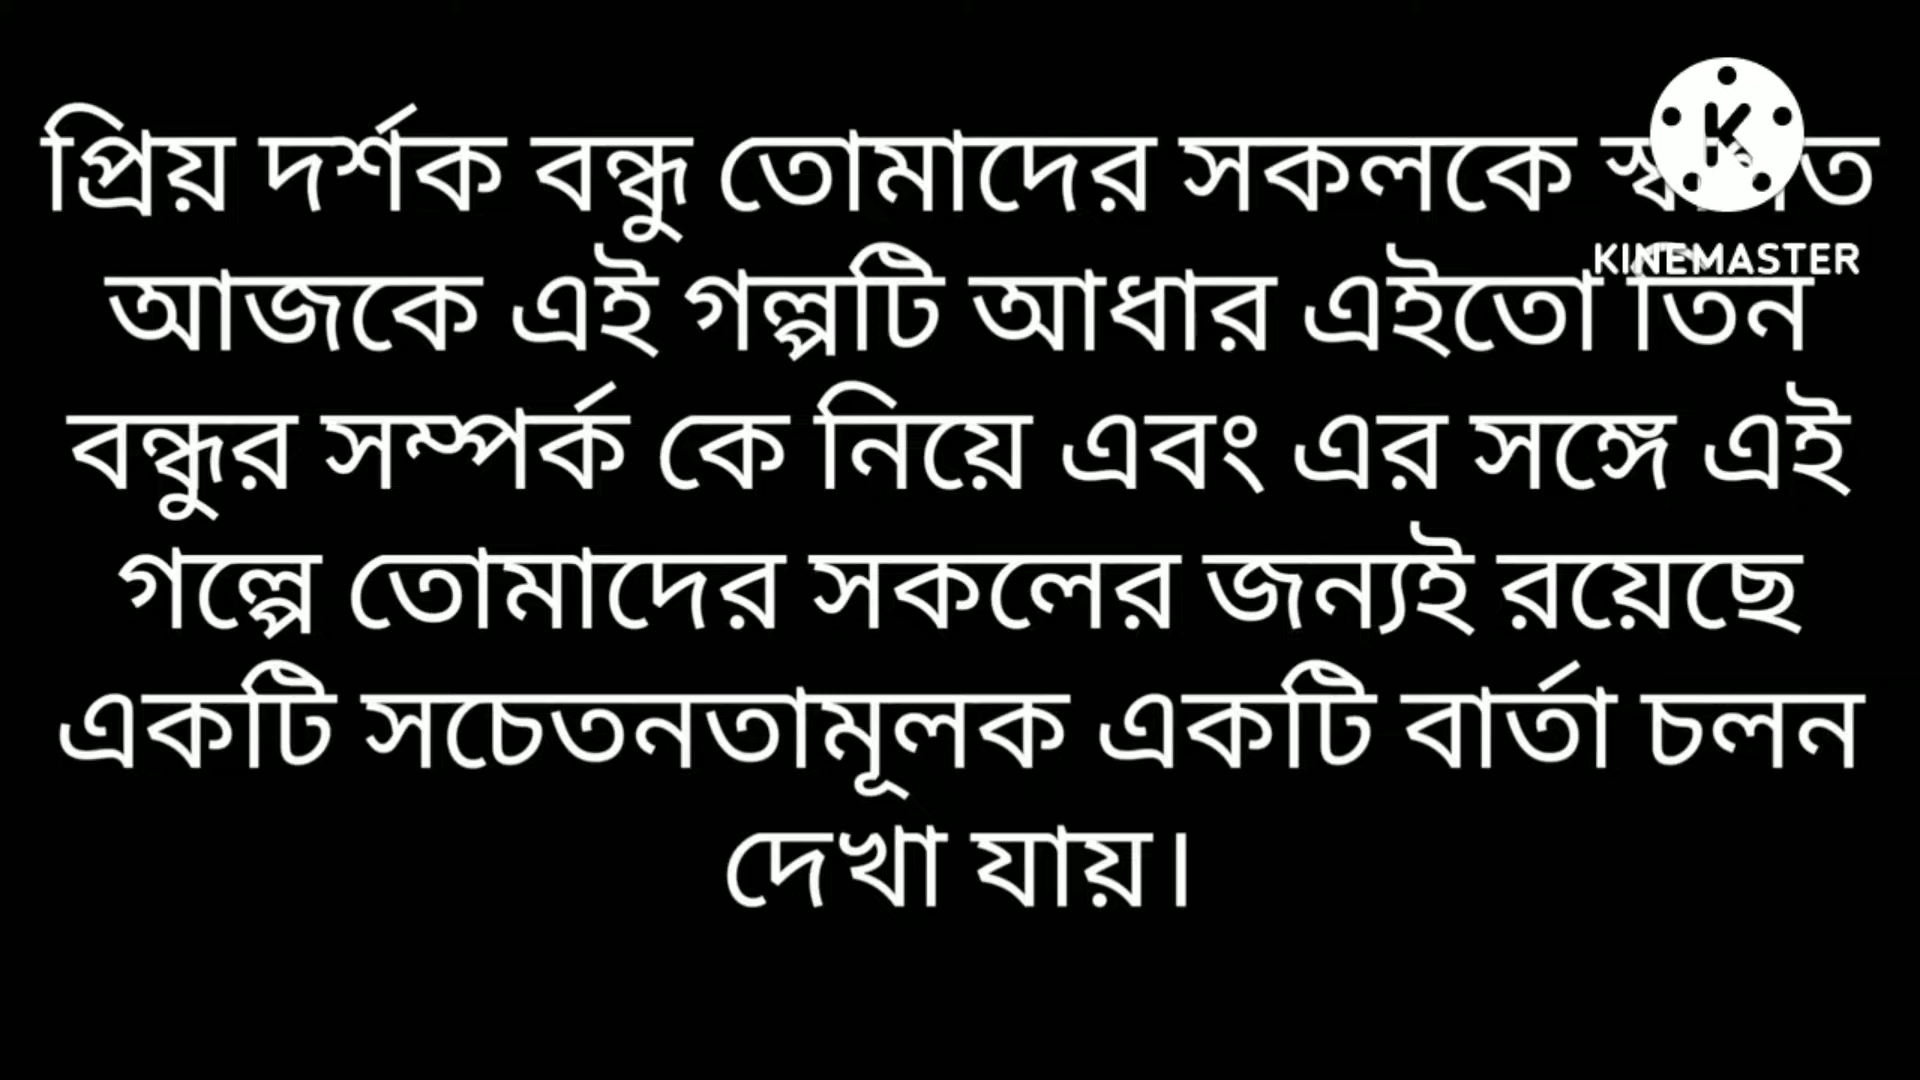 প্রিয় দর্শক বন্ধু তোমাদের সকলকে
KINEMASTER
আজকে এই গল্পটি আধার এইতো তিন
বন্ধুর সম্পর্ক কে নিয়ে এবং এর সঙ্গে এই
গল্পে তোমাদের সকলের জন্যই রয়েছে
একটি সচেতনতামূলক একটি বার্তা চলন
দেখা যায়।